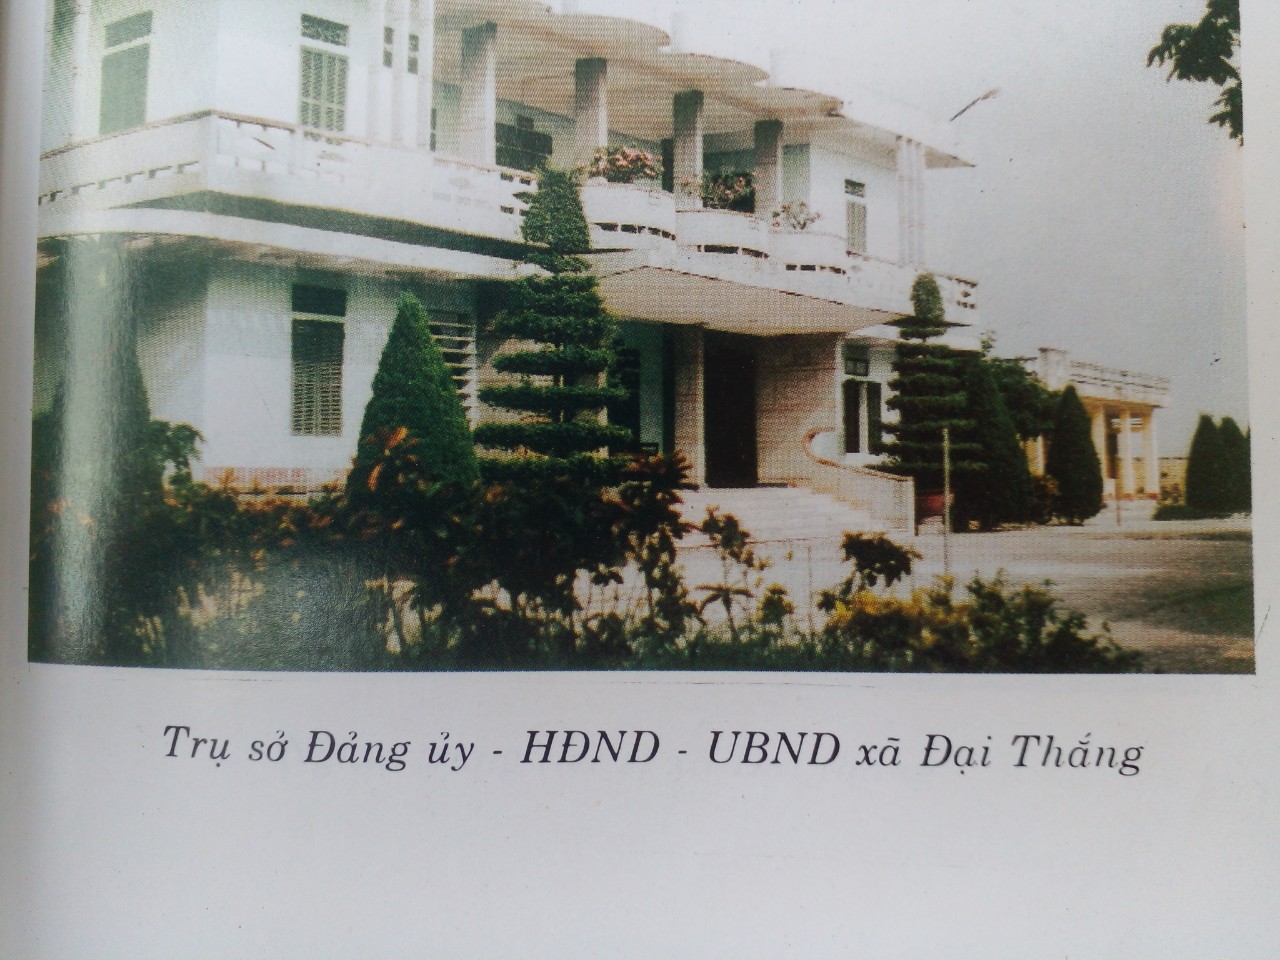 Trụ sở Đảng ủy - HĐND - UBND xã Đại Thắng